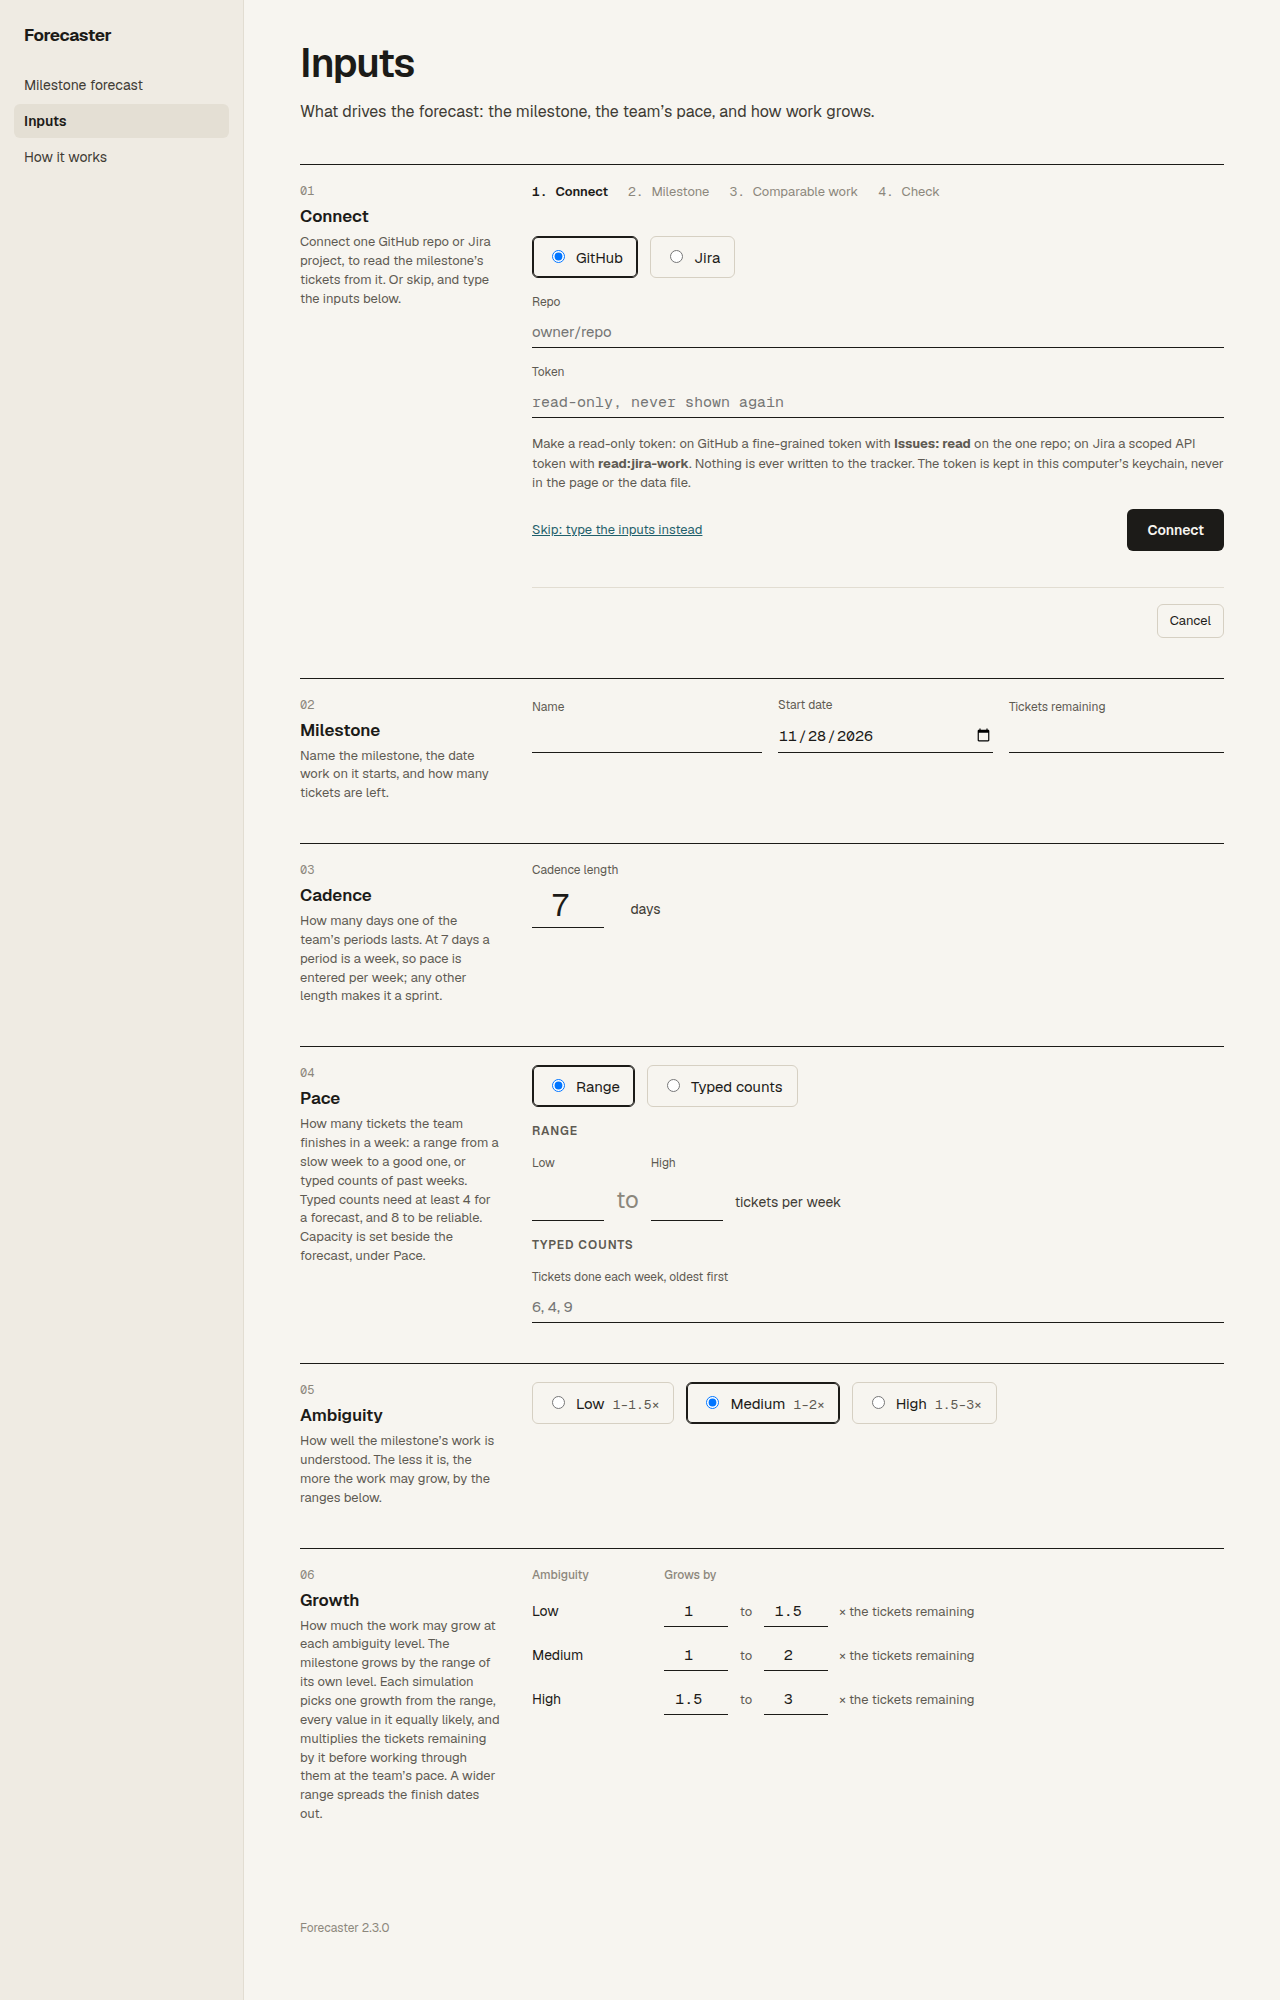 Forecaster
Milestone forecast
Inputs
How it works
Inputs
What drives the forecast: the milestone, the team's pace, and how work grows.
01
Connect
Connect one GitHub repo or Jira
project, to read the milestone's
tickets from it. Or skip, and type
the inputs below.
1. Connect 2. Milestone 3. Comparable work 4. Check
GitHub Jira
Repo
owner/repo
Token
read-only, never shown again
Make a read-only token: on GitHub a fine-grained token with Issues: read on the one repo; on Jira a scoped API
token with read:jira-work. Nothing is ever written to the tracker. The token is kept in this computer's keychain, never
in the page or the data file.
Skip: type the inputs instead
Connect
Cancel
02
Milestone
Name the milestone, the date
work on it starts, and how many
tickets are left.
Name
Start date
11/28/2026
Tickets remaining
03
Cadence
How many days one of the
team's periods lasts. At 7 days a
period is a week, so pace is
entered per week; any other
length makes it a sprint.
Cadence length
7 days
04
Pace
How many tickets the team
finishes in a week: a range from a
slow week to a good one, or
typed counts of past weeks.
Typed counts need at least 4 for
a forecast, and 8 to be reliable.
Capacity is set beside the
forecast, under Pace.
Range Typed counts
RANGE
Low High
to tickets per week
TYPED COUNTS
Tickets done each week, oldest first
6, 4, 9
05
Ambiguity
How well the milestone's work is
understood. The less it is, the
more the work may grow, by the
ranges below.
Low 1–1.5× Medium 1–2× High 1.5–3×
06
Growth
How much the work may grow at
each ambiguity level. The
milestone grows by the range of
its own level. Each simulation
picks one growth from the range,
every value in it equally likely, and
multiplies the tickets remaining
by it before working through
them at the team's pace. A wider
range spreads the finish dates
out.
Ambiguity Grows by
Low 1 to 1.5 × the tickets remaining
Medium 1 to 2 × the tickets remaining
High 1.5 to 3 × the tickets remaining
Forecaster 2.3.0